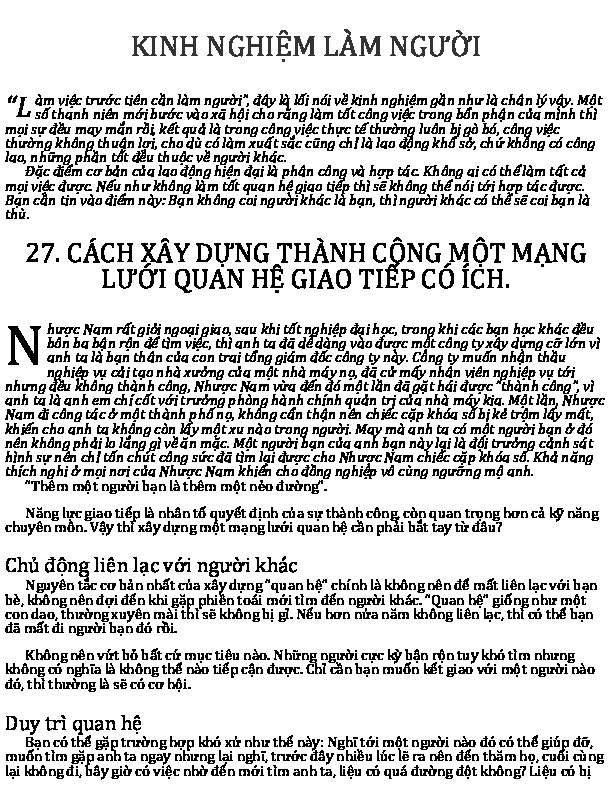 KINH NGHIỆM LÀM NGƯỜI
“Làm việc trước tiên cần làm người”, đây là lối nói về kinh nghiệm gần như là chân lý vậy. Một
số thanh niên mới bước vào xã hội cho rằng làm tốt công việc trong bổn phận của mình thì
mọi sự đều may mắn rồi, kết quả là trong công việc thực tế thường luôn bị gò bó, công việc
thường không thuận lợi, cho dù có làm xuất sắc cũng chỉ là lao động khổ sở, chứ không có công
lao, những phần tốt đều thuộc về người khác.
Đặc điểm cơ bản của lao động hiện đại là phân công và hợp tác. Không ai có thể làm tất cả
mọi việc được. Nếu như không làm tốt quan hệ giao tiếp thì sẽ không thể nói tới hợp tác được.
Bạn cần tin vào điểm này: Bạn không coi người khác là bạn, thì người khác có thể sẽ coi bạn là
thù.
27. CÁCH XÂY DỰNG THÀNH CÔNG MỘT MẠNG
LƯỚI QUAN HỆ GIAO TIẾP CÓ ÍCH.
Nhược Nam rất giỏi ngoại giao, sau khi tốt nghiệp đại học, trong khi các bạn học khác đều
bôn ba bận rộn để tìm việc, thì anh ta đã dễ dàng vào được một công ty xây dựng cỡ lớn vì
anh ta là bạn thân của con trai tổng giám đốc công ty này. Công ty muốn nhận thầu
nghiệp vụ cải tạo nhà xưởng của một nhà máy nọ, đã cử mấy nhân viên nghiệp vụ tới
nhưng đều không thành công, Nhược Nam vừa đến đó một lần đã gặt hái được “thành công”, vì
anh ta là anh em chí cốt với trưởng phòng hành chính quản trị của nhà máy kia. Một lần, Nhược
Nam đi công tác ở một thành phố nọ, không cẩn thận nên chiếc cặp khóa số bị kẻ trộm lấy mất,
khiến cho anh ta không còn lấy một xu nào trong người. May mà anh ta có một người bạn ở đó
nên không phải lo lắng gì về ăn mặc. Một người bạn của anh bạn này lại là đội trưởng cảnh sát
hình sự nên chỉ tốn chút công sức đã tìm lại được cho Nhược Nam chiếc cặp khóa số. Khả năng
thích nghi ở mọi nơi của Nhược Nam khiến cho đồng nghiệp vô cùng ngưỡng mộ anh.
“Thêm một người bạn là thêm một nẻo đường”.
Năng lực giao tiếp là nhân tố quyết định của sự thành công, còn quan trọng hơn cả kỹ năng
chuyên môn. Vậy thì xây dựng một mạng lưới quan hệ cần phải bắt tay từ đâu?
Chủ động liên lạc với người khác
Nguyên tắc cơ bản nhất của xây dựng “quan hệ” chính là không nên để mất liên lạc với bạn
bè, không nên đợi đến khi gặp phiền toái mới tìm đến người khác. “Quan hệ” giống như một
con dao, thường xuyên mài thì sẽ không bị gỉ. Nếu hơn nửa năm không liên lạc, thì có thể bạn
đã mất đi người bạn đó rồi.
Không nên vứt bỏ bất cứ mục tiêu nào. Những người cực kỳ bận rộn tuy khó tìm nhưng
không có nghĩa là không thể nào tiếp cận được. Chỉ cần bạn muốn kết giao với một người nào
đó, thì thường là sẽ có cơ hội.
Duy trì quan hệ
Bạn có thể gặp trường hợp khó xử như thế này: Nghĩ tới một người nào đó có thể giúp đỡ,
muốn tìm gặp anh ta ngay nhưng lại nghĩ, trước đây nhiều lúc lẽ ra nên đến thăm họ, cuối cùng
lại không đi, bây giờ có việc nhờ đến mới tìm anh ta, liệu có quá đường đột không? Liệu có bị